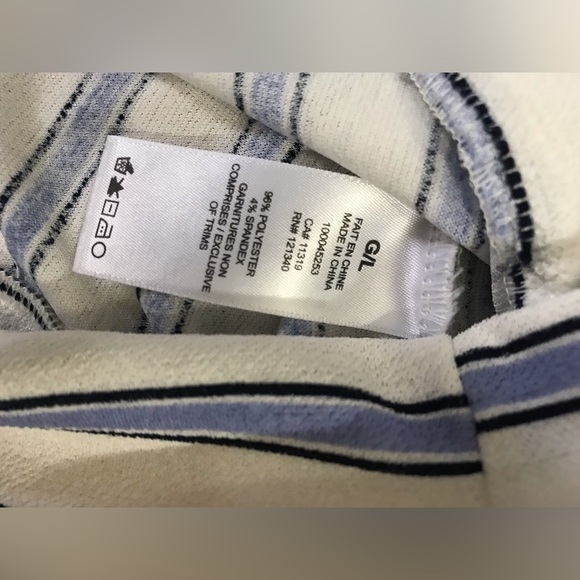 G/L
FAIT EN CHINE
MADE IN CHINA
100045253
CA# 11319
RN# 121340
96% POLYESTER
4% SPANDEX
GARNITURES NON
COMPRISES / EXCLUSIVE
OF TRIMS